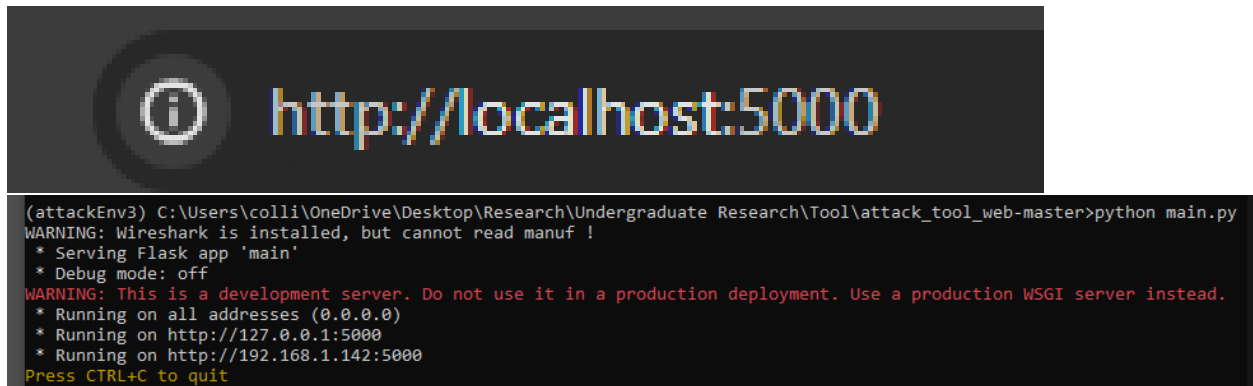 http://localhost:5000
(attackEnv3) C:\Users\colli\OneDrive\Desktop\Research\Undergraduate Research\Tool\attack_tool_web-master>python main.py
WARNING: Wireshark is installed, but cannot read manuf !
 * Serving Flask app 'main'
 * Debug mode: off
WARNING: This is a development server. Do not use it in a production deployment. Use a production WSGI server instead.
 * Running on all addresses (0.0.0.0)
 * Running on http://127.0.0.1:5000
 * Running on http://192.168.1.142:5000
Press CTRL+C to quit